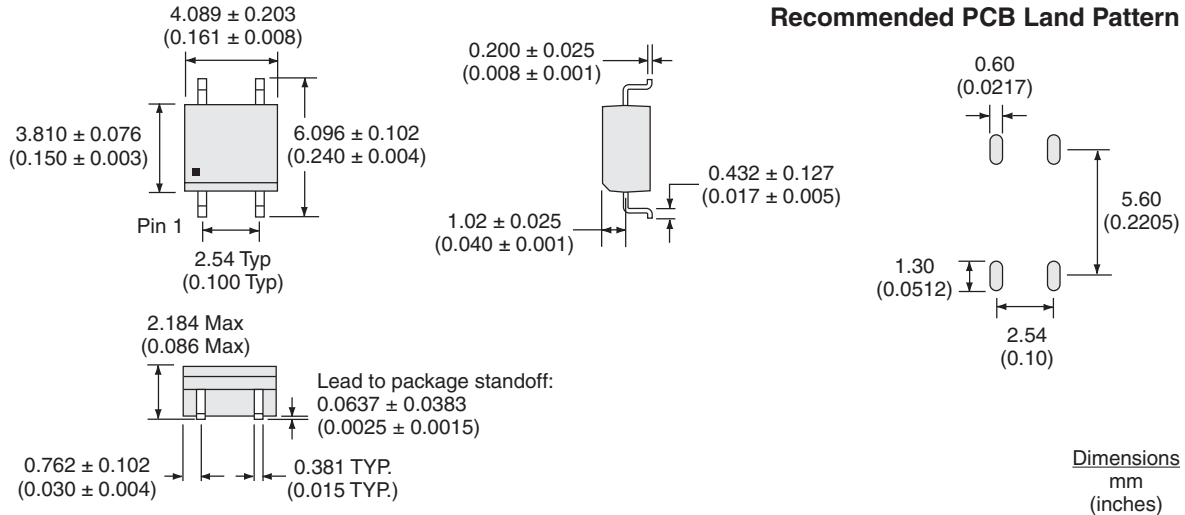 4.089 ± 0.203
(0.161 ± 0.008)
3.810 ± 0.076
(0.150 ± 0.003)
6.096 ± 0.102
(0.240 ± 0.004)
Pin 1
2.54 Typ
(0.100 Typ)
0.200 ± 0.025
(0.008 ± 0.001)
0.432 ± 0.127
(0.017 ± 0.005)
1.02 ± 0.025
(0.040 ± 0.001)
Recommended PCB Land Pattern
0.60
(0.0217)
5.60
(0.2205)
1.30
(0.0512)
2.54
(0.10)
2.184 Max
(0.086 Max)
Lead to package standoff:
0.0637 ± 0.0383
(0.0025 ± 0.0015)
0.762 ± 0.102
(0.030 ± 0.004)
0.381 TYP.
(0.015 TYP.)
Dimensions
mm
(inches)